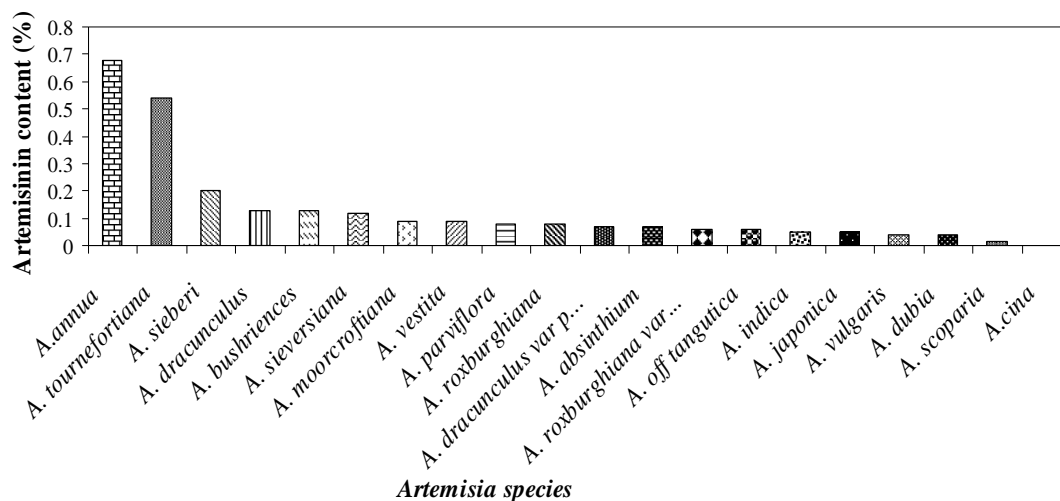 Artemisinin content (%)
0.8
0.7
0.6
0.5
0.4
0.3
0.2
0.1
0
A.annua
A. tournefortiana
A. sieberi
A. dracunculus
A. bushriences
A. sieversiana
A. moorcroftiana
A. vestita
A. parviflora
A. roxburghiana
A. dracunculus var p...
A. absinthium
A. roxburghiana var...
A. off tangutica
A. indica
A. japonica
A. vulgaris
A. dubia
A. scoparia
A.cina
Artemisia species